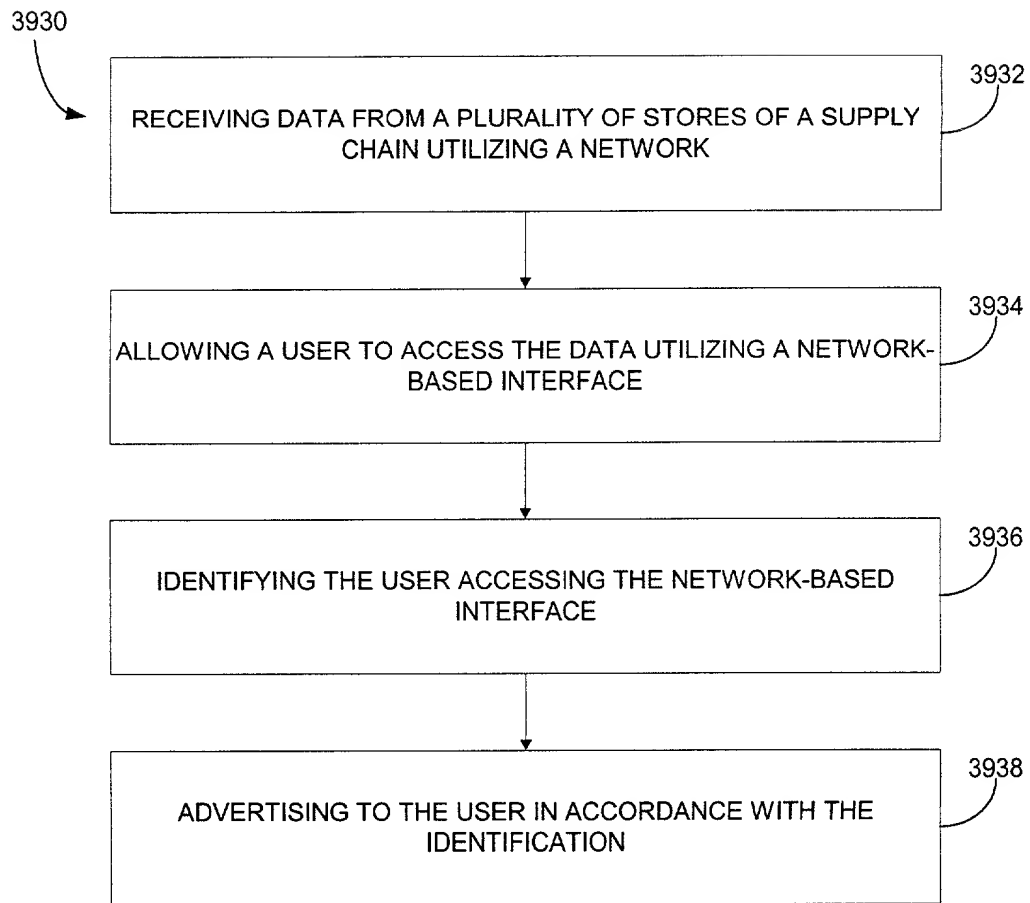 3930
3932
RECEIVING DATA FROM A PLURALITY OF STORES OF A SUPPLY
CHAIN UTILIZING A NETWORK
3934
ALLOWING A USER TO ACCESS THE DATA UTILIZING A NETWORK-
BASED INTERFACE
3936
IDENTIFYING THE USER ACCESSING THE NETWORK-BASED
INTERFACE
3938
ADVERTISING TO THE USER IN ACCORDANCE WITH THE
IDENTIFICATION